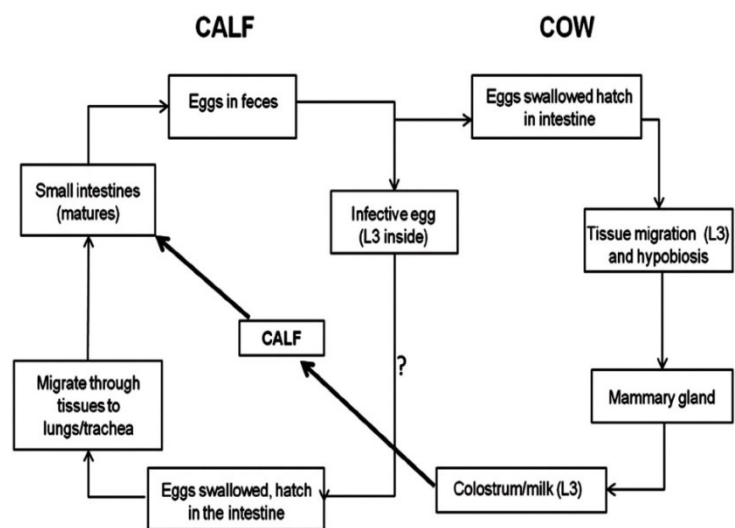 CALF
COW
Eggs in feces
Eggs swallowed hatch
in intestine
Small intestines
(matures)
Infective egg
(L3 inside)
Tissue migration (L3)
and hypobiosis
CALF
?
Migrate through
tissues to
lungs/trachea
Mammary gland
Eggs swallowed, hatch
in the intestine
Colostrum/milk (L3)